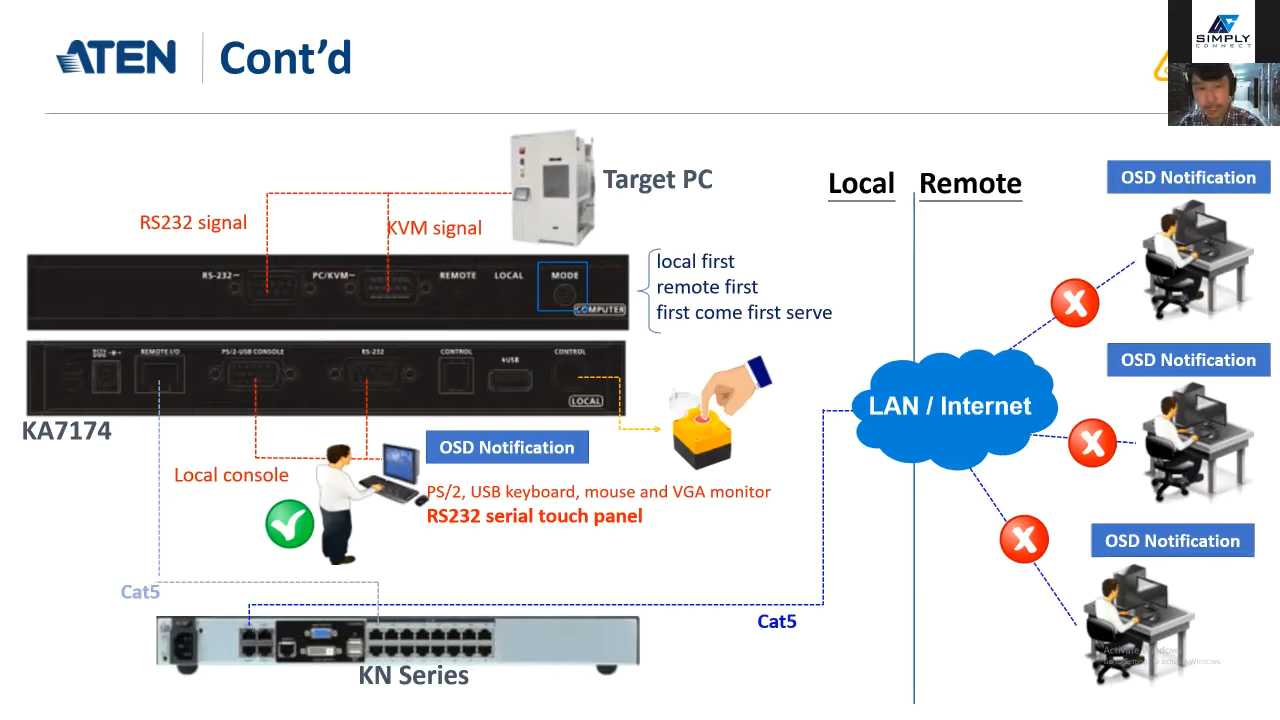 ATEN
Cont’d
SIMPLY
CONNECT
Target PC
Local
Remote
OSD Notification
RS232 signal
KVM signal
local first
remote first
first come first serve
RS-232
PC/KVM
REMOTE
LOCAL
MODE
COMPUTER
REMOTE I/O
PS/2-USB CONSOLE
RS-232
CONTROL
USB
CONTROL
LOCAL
KA7174
OSD Notification
LAN / Internet
OSD Notification
Local console
PS/2, USB keyboard, mouse and VGA monitor
RS232 serial touch panel
OSD Notification
Cat5
Cat5
KN Series
Activate Windows